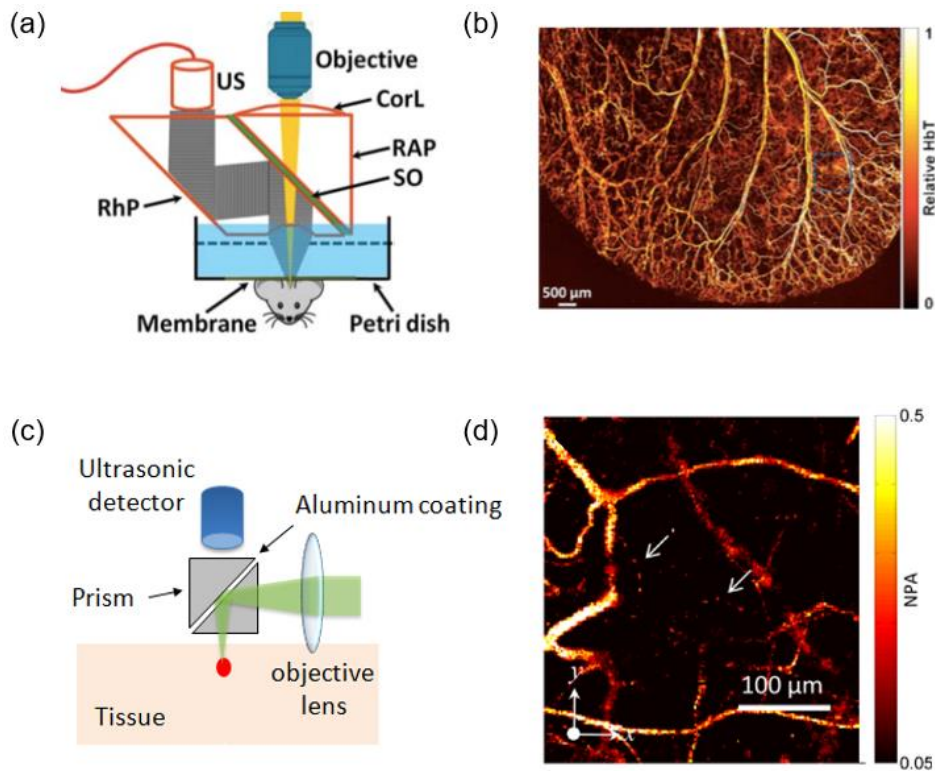 (a)
US
Objective
CorL
RAP
SO
RhP
Membrane
Petri dish
(b)
500 μm
1
Relative HbT
0
(c)
Ultrasonic
detector
Aluminum coating
Prism
objective
lens
Tissue
(d)
y
x
100 μm
0.5
NPA
0.05